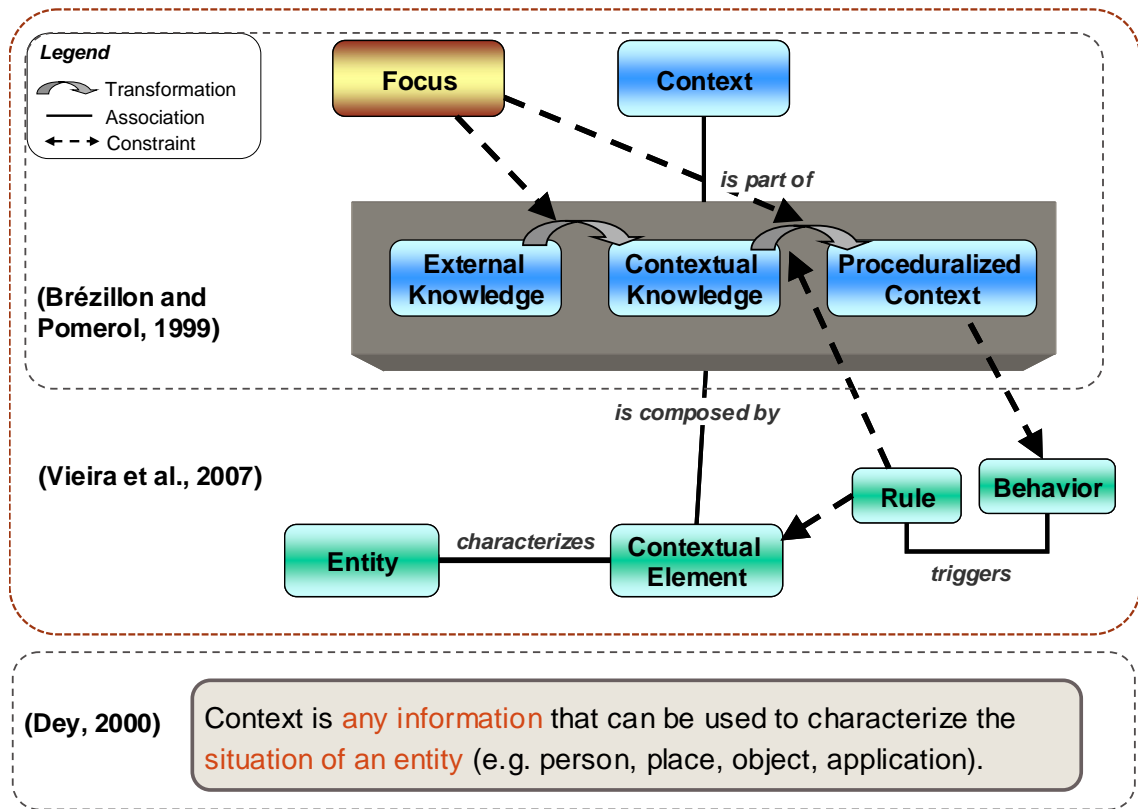 Legend
Transformation
Association
Constraint
Focus
Context
is part of
External
Knowledge
Contextual
Knowledge
Proceduralized
Context
(Brézillon and
Pomerol, 1999)
is composed by
(Vieira et al., 2007)
Rule
Behavior
Entity
characterizes
Contextual
Element
triggers
(Dey, 2000)
Context is any information that can be used to characterize the
situation of an entity (e.g. person, place, object, application).